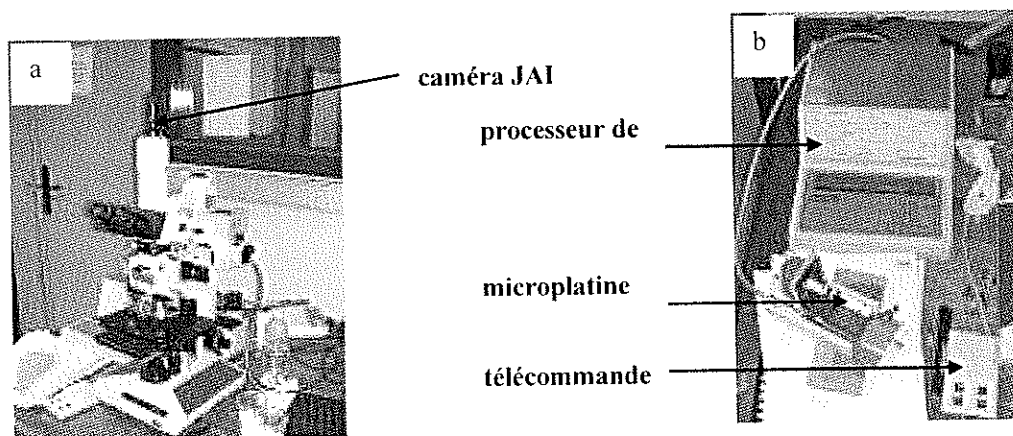 a
caméra JAI
b
processeur de
microplatine
télécommande